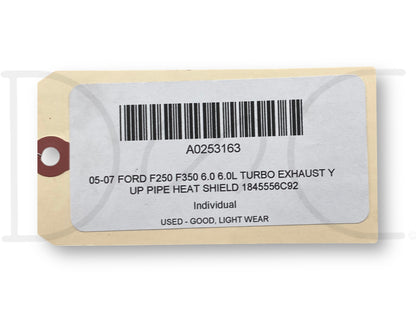 A0253163
05-07 FORD F250 F350 6.0 6.0L TURBO EXHAUST Y
UP PIPE HEAT SHIELD 1845556C92
Individual
USED - GOOD, LIGHT WEAR